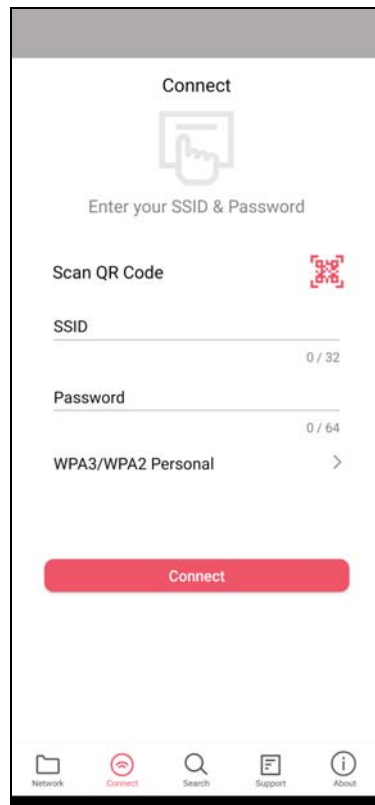 Connect
Enter your SSID & Password
Scan QR Code
SSID
0 / 32
Password
0 / 64
WPA3/WPA2 Personal
Connect
Network Connect Search Support About